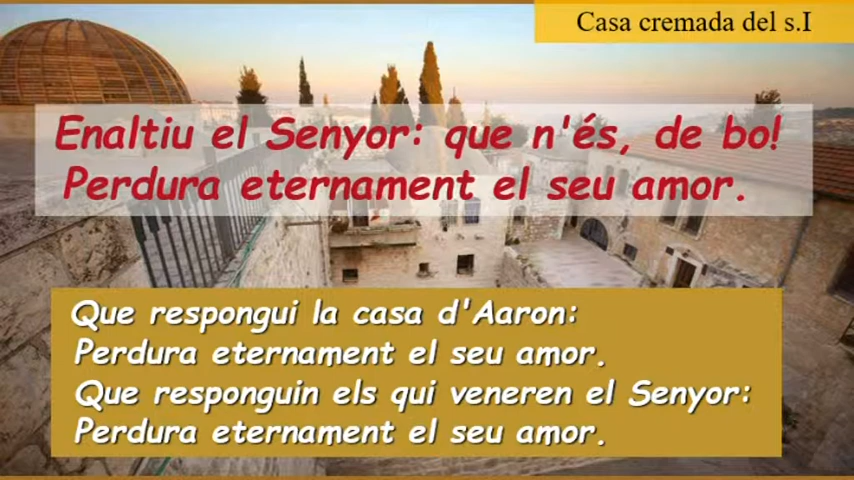 Casa cremada del s.I
Enaltiu el Senyor: que n'és, de bo!
Perdura eternament el seu amor.
Que respongui la casa d'Aaron:
Perdura eternament el seu amor.
Que responguin els qui veneren el Senyor:
Perdura eternament el seu amor.